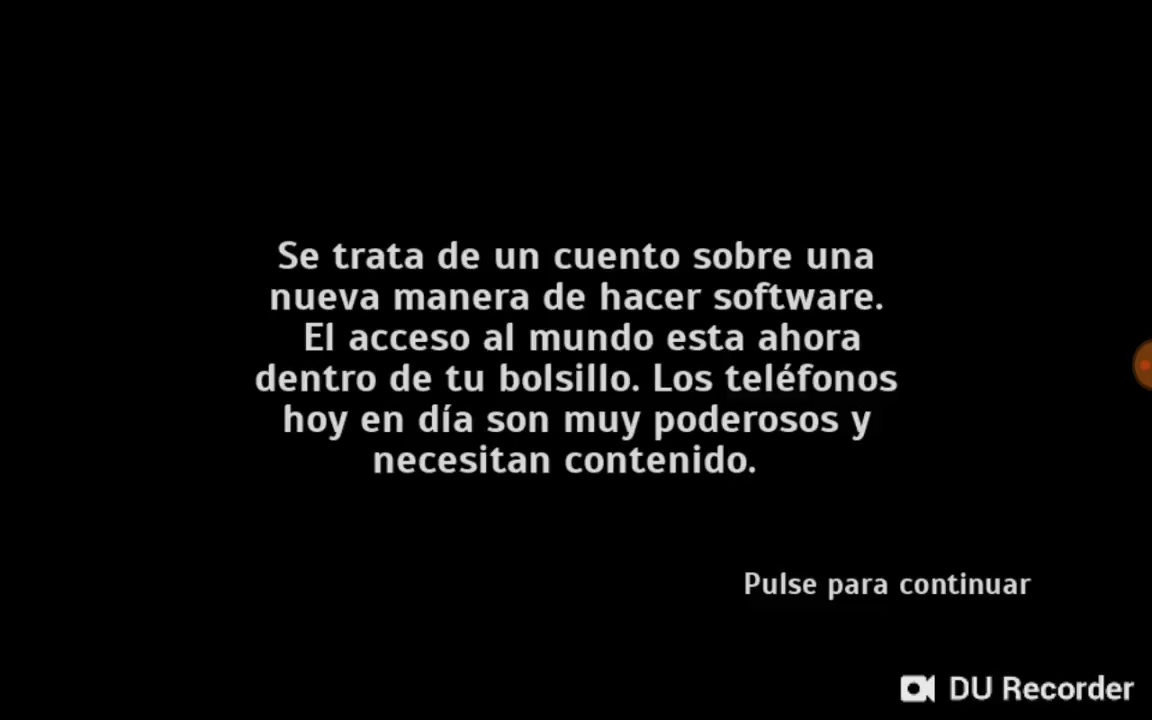 Se trata de un cuento sobre una
nueva manera de hacer software.
El acceso al mundo esta ahora
dentro de tu bolsillo. Los teléfonos
hoy en día son muy poderosos y
necesitan contenido.
Pulse para continuar
DU Recorder